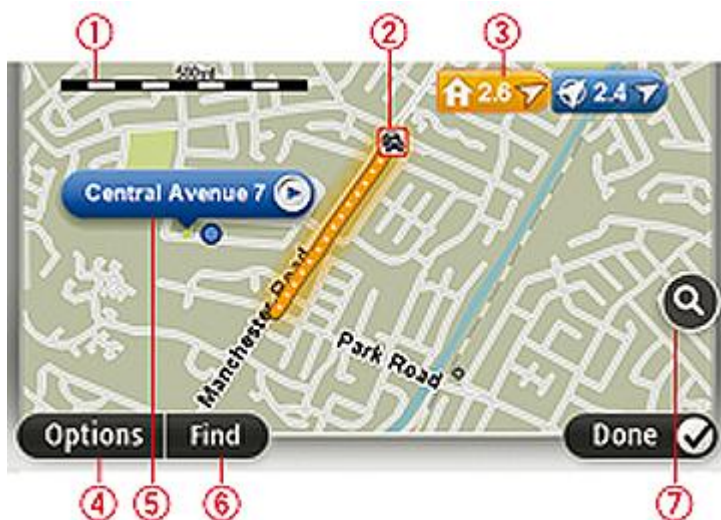 ① ② ③
500yd
2.6 2.4
Central Avenue 7
Manchester Road
Park Road
Options Find Done
④ ⑤ ⑥ ⑦